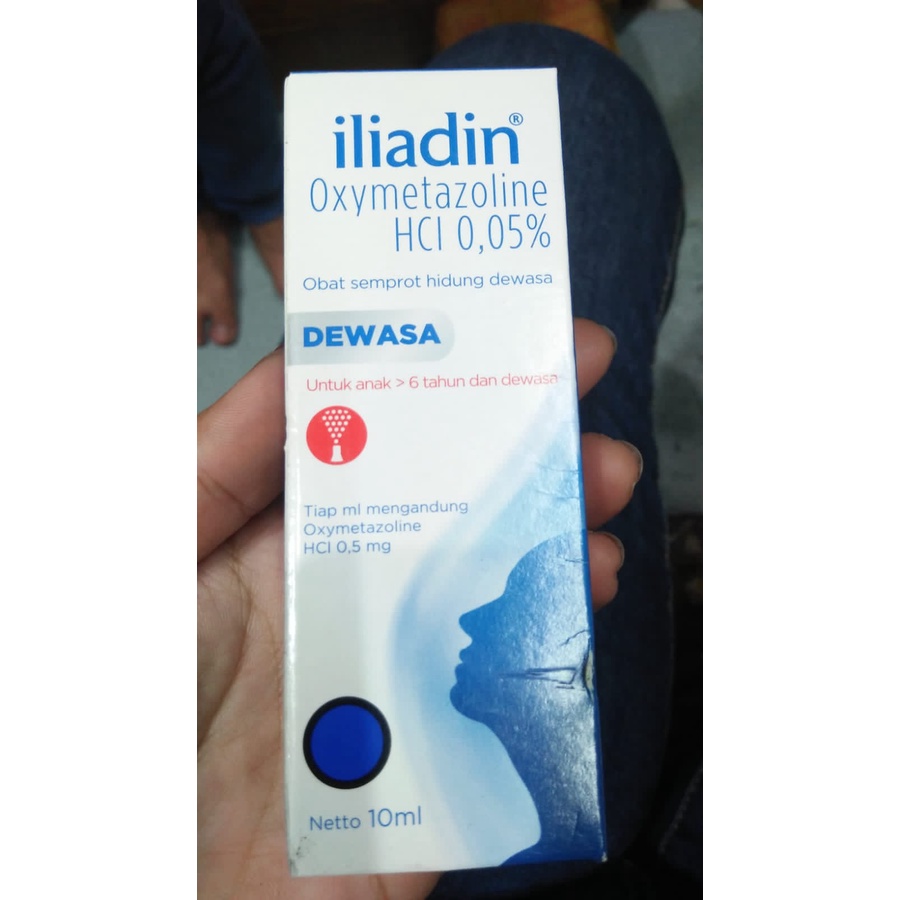 iliadin®
Oxymetazoline
HCl 0,05%
Obat semprot hidung dewasa
DEWASA
Untuk anak > 6 tahun dan dewasa
Tiap ml mengandung
Oxymetazoline
HCl 0,5 mg
Netto 10ml